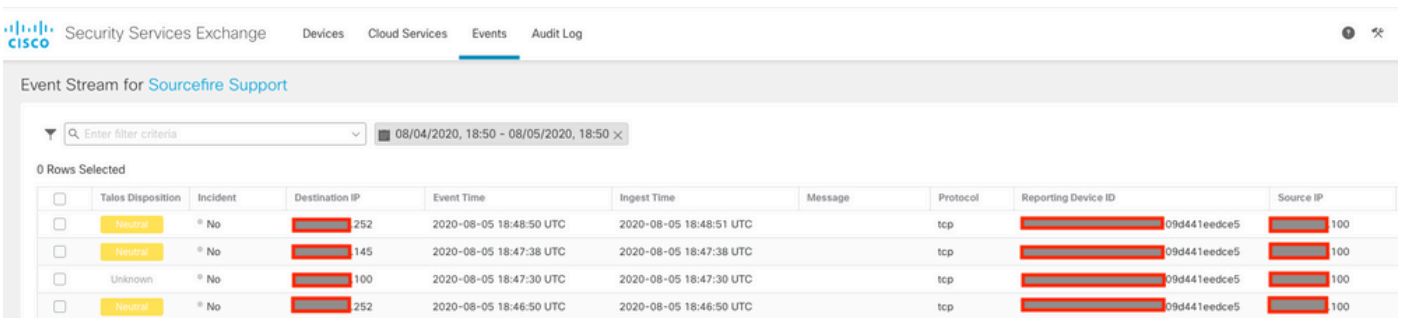 CISCO Security Services Exchange Devices Cloud Services Events Audit Log
Event Stream for Sourcefire Support
Enter filter criteria 08/04/2020, 18:50 - 08/05/2020, 18:50
0 Rows Selected
Talos Disposition Incident Destination IP Event Time Ingest Time Message Protocol Reporting Device ID Source IP
Neutral No .252 2020-08-05 18:48:50 UTC 2020-08-05 18:48:51 UTC tcp 09d441eedce5 100
Neutral No .145 2020-08-05 18:47:38 UTC 2020-08-05 18:47:38 UTC tcp 09d441eedce5 100
Unknown No 100 2020-08-05 18:47:30 UTC 2020-08-05 18:47:30 UTC tcp 09d441eedce5 100
Neutral No 252 2020-08-05 18:46:50 UTC 2020-08-05 18:46:50 UTC tcp 09d441eedce5 .100